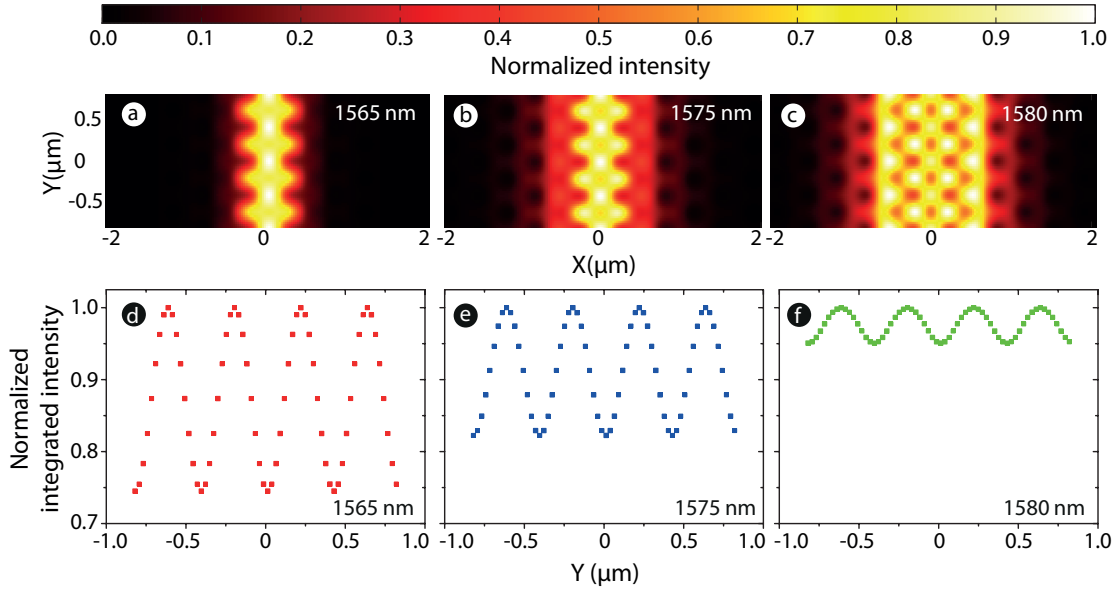 0.0 0.1 0.2 0.3 0.4 0.5 0.6 0.7 0.8 0.9 1.0
Normalized intensity
a 1565 nm
b 1575 nm
c 1580 nm
Y(μm)
0.5
0
-0.5
-2 0 2
-2 0 2
-2 0 2
X(μm)
Normalized
integrated intensity
1.0
0.9
0.8
0.7
d
1565 nm
e
1575 nm
f
1580 nm
-1.0 -0.5 0 0.5 1.0
-1.0 -0.5 0 0.5 1.0
-1.0 -0.5 0 0.5 1.0
Y (μm)